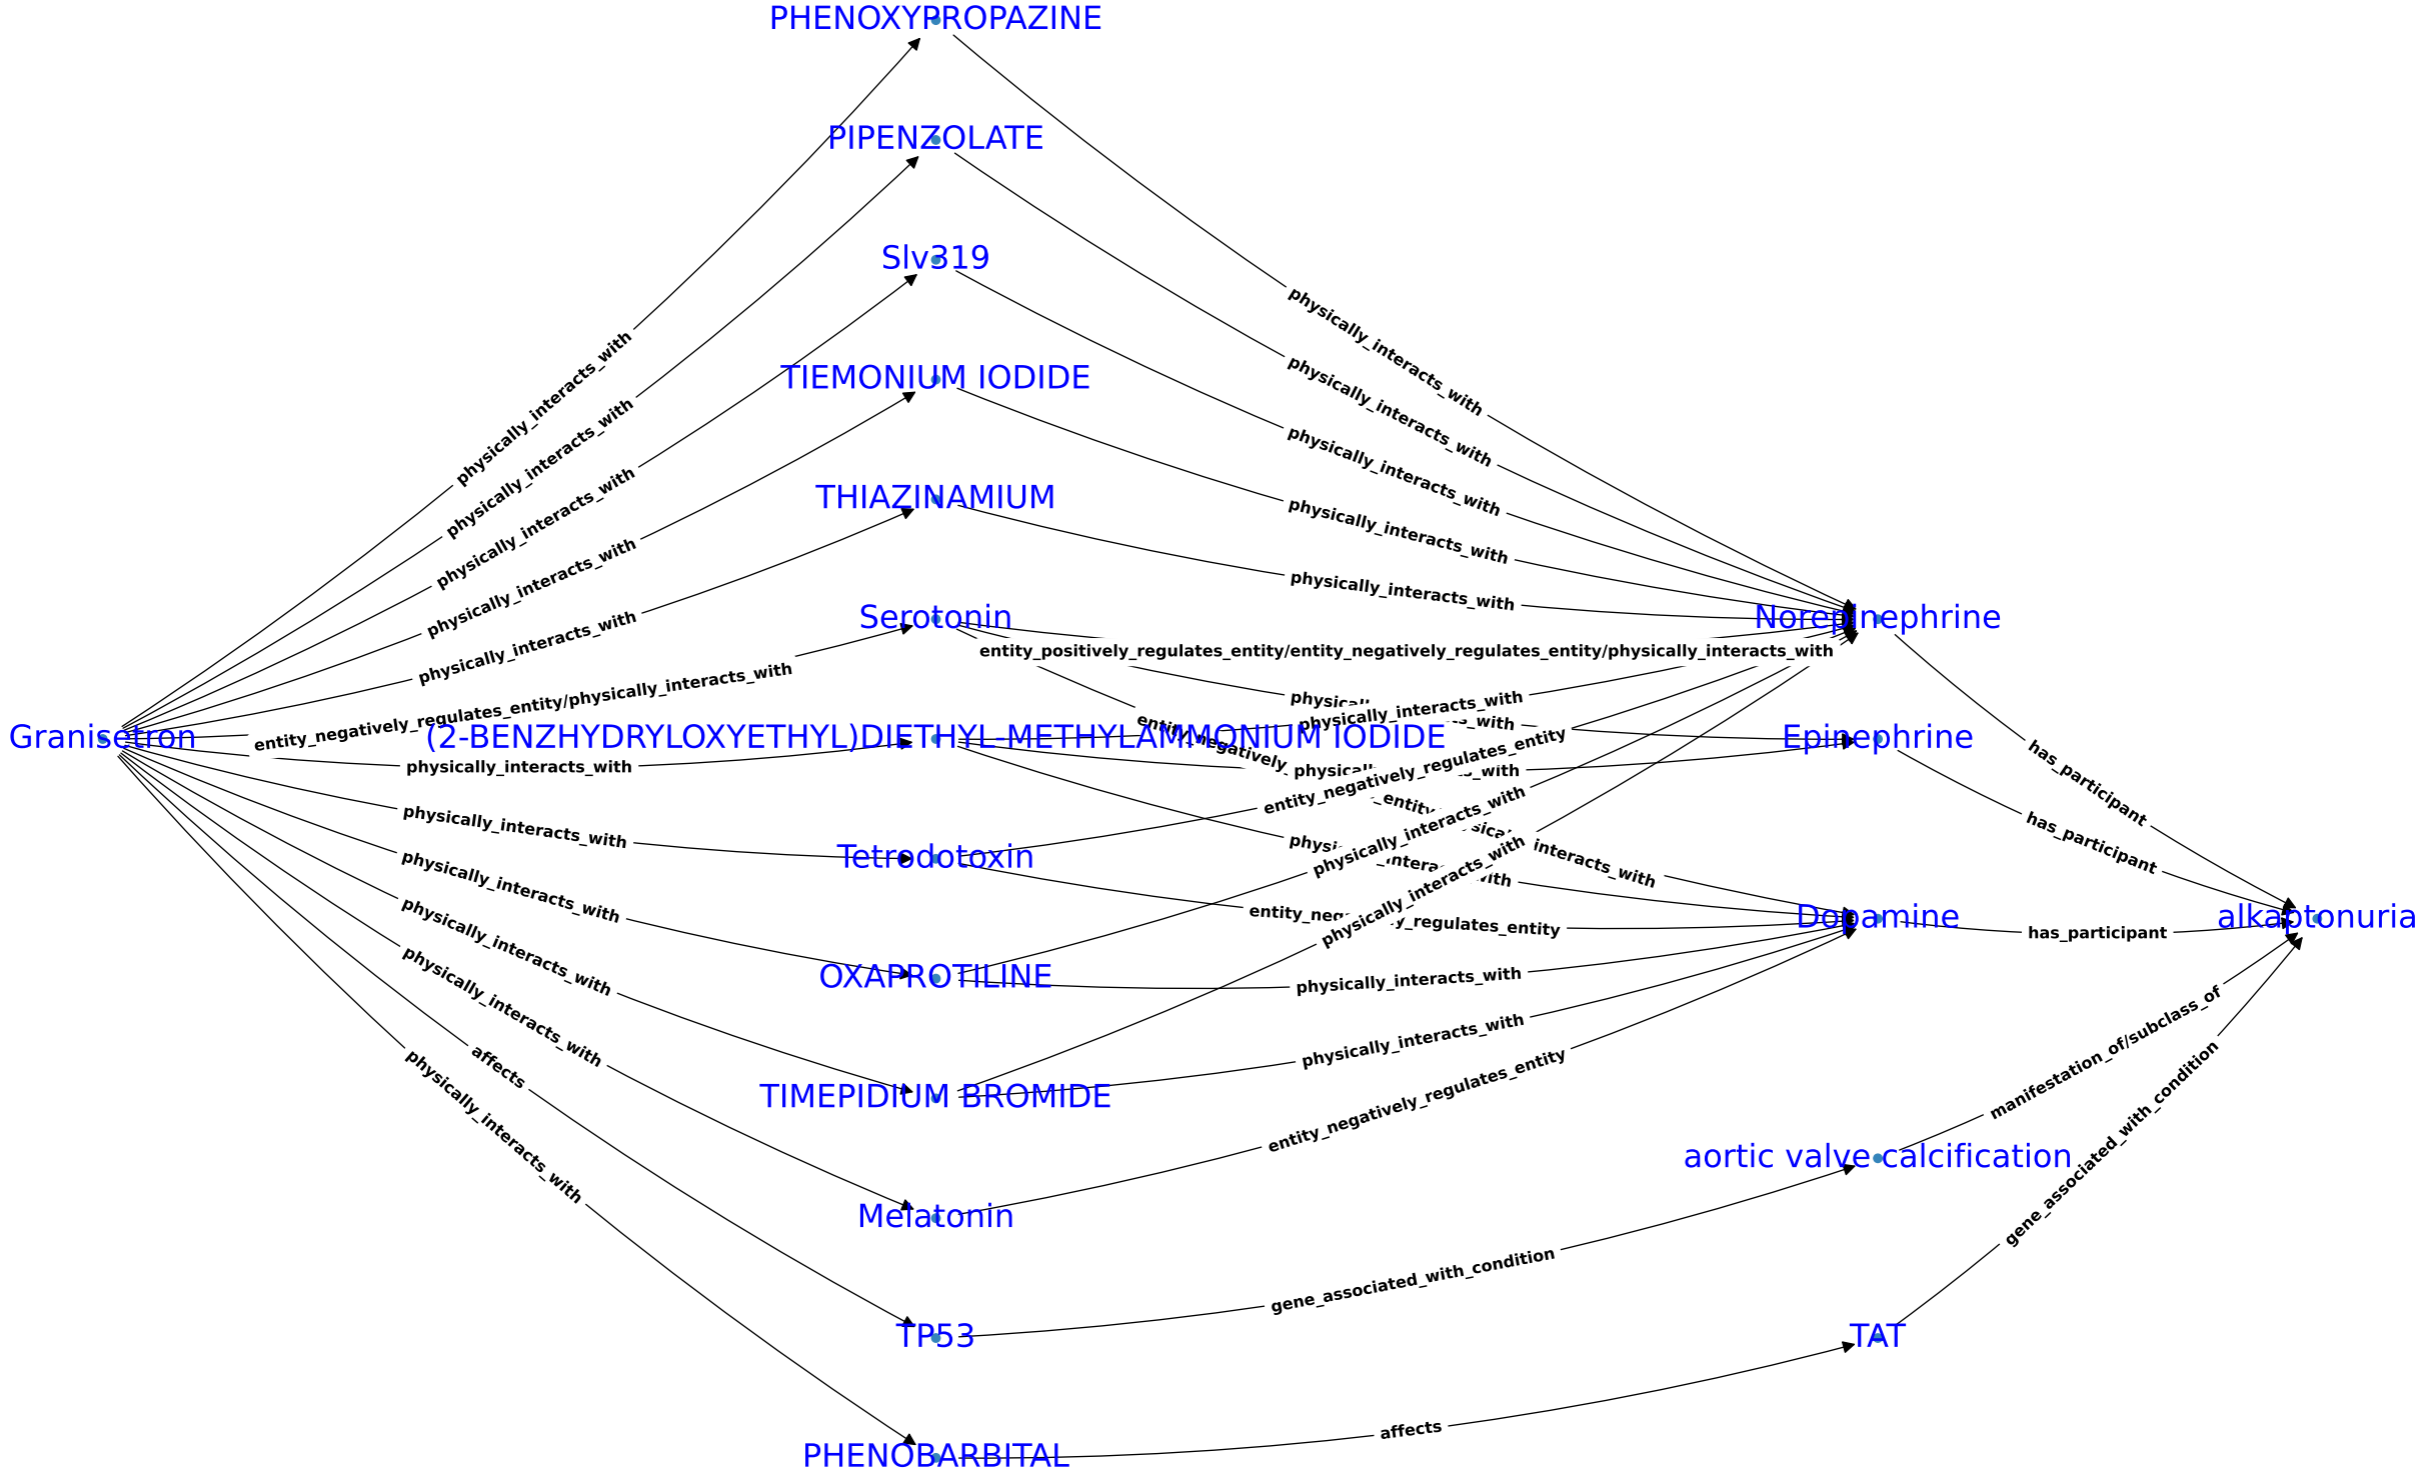 PHENOXYPROPAZINE
PIPENZOLATE
Slv319
physically_interacts_with
physically_interacts_with
physically_interacts_with
TIEMONIUM IODIDE
physically_interacts_with
physically_interacts_with
physically_interacts_with
physically_interacts_with
THIAZINAMIUM
physically_interacts_with
physically_interacts_with
physically_interacts_with
Serotonin
Norepinephrine
physically_interacts_with
entity_positively_regulates_entity/entity_negatively_regulates_entity/physically_interacts_with
entity_negatively_regulates_entity/physically_interacts_with
physically_interacts_with
Granisetron
(2-BENZHYDRYLOXYETHYL)DIETHYL-METHYLAMMONIUM IODIDE
Epinephrine
physically_interacts_with
entity_negatively_regulates_entity
has_participant
physically_interacts_with
physically_interacts_with
has_participant
Tetrodotoxin
interacts_with
physically_interacts_with
physically_interacts_with
entity_negatively_regulates_entity
Dopamine
alkaptonuria
has_participant
physically_interacts_with
OXAPROTILINE
physically_interacts_with
physically_interacts_with
physically_interacts_with
manifestation_of/subclass_of
affects
TIMEPIDIUM BROMIDE
entity_negatively_regulates_entity
physically_interacts_with
gene_associated_with_condition
aortic valve calcification
Melatonin
gene_associated_with_condition
TP53
TAT
affects
PHENOBARBITAL